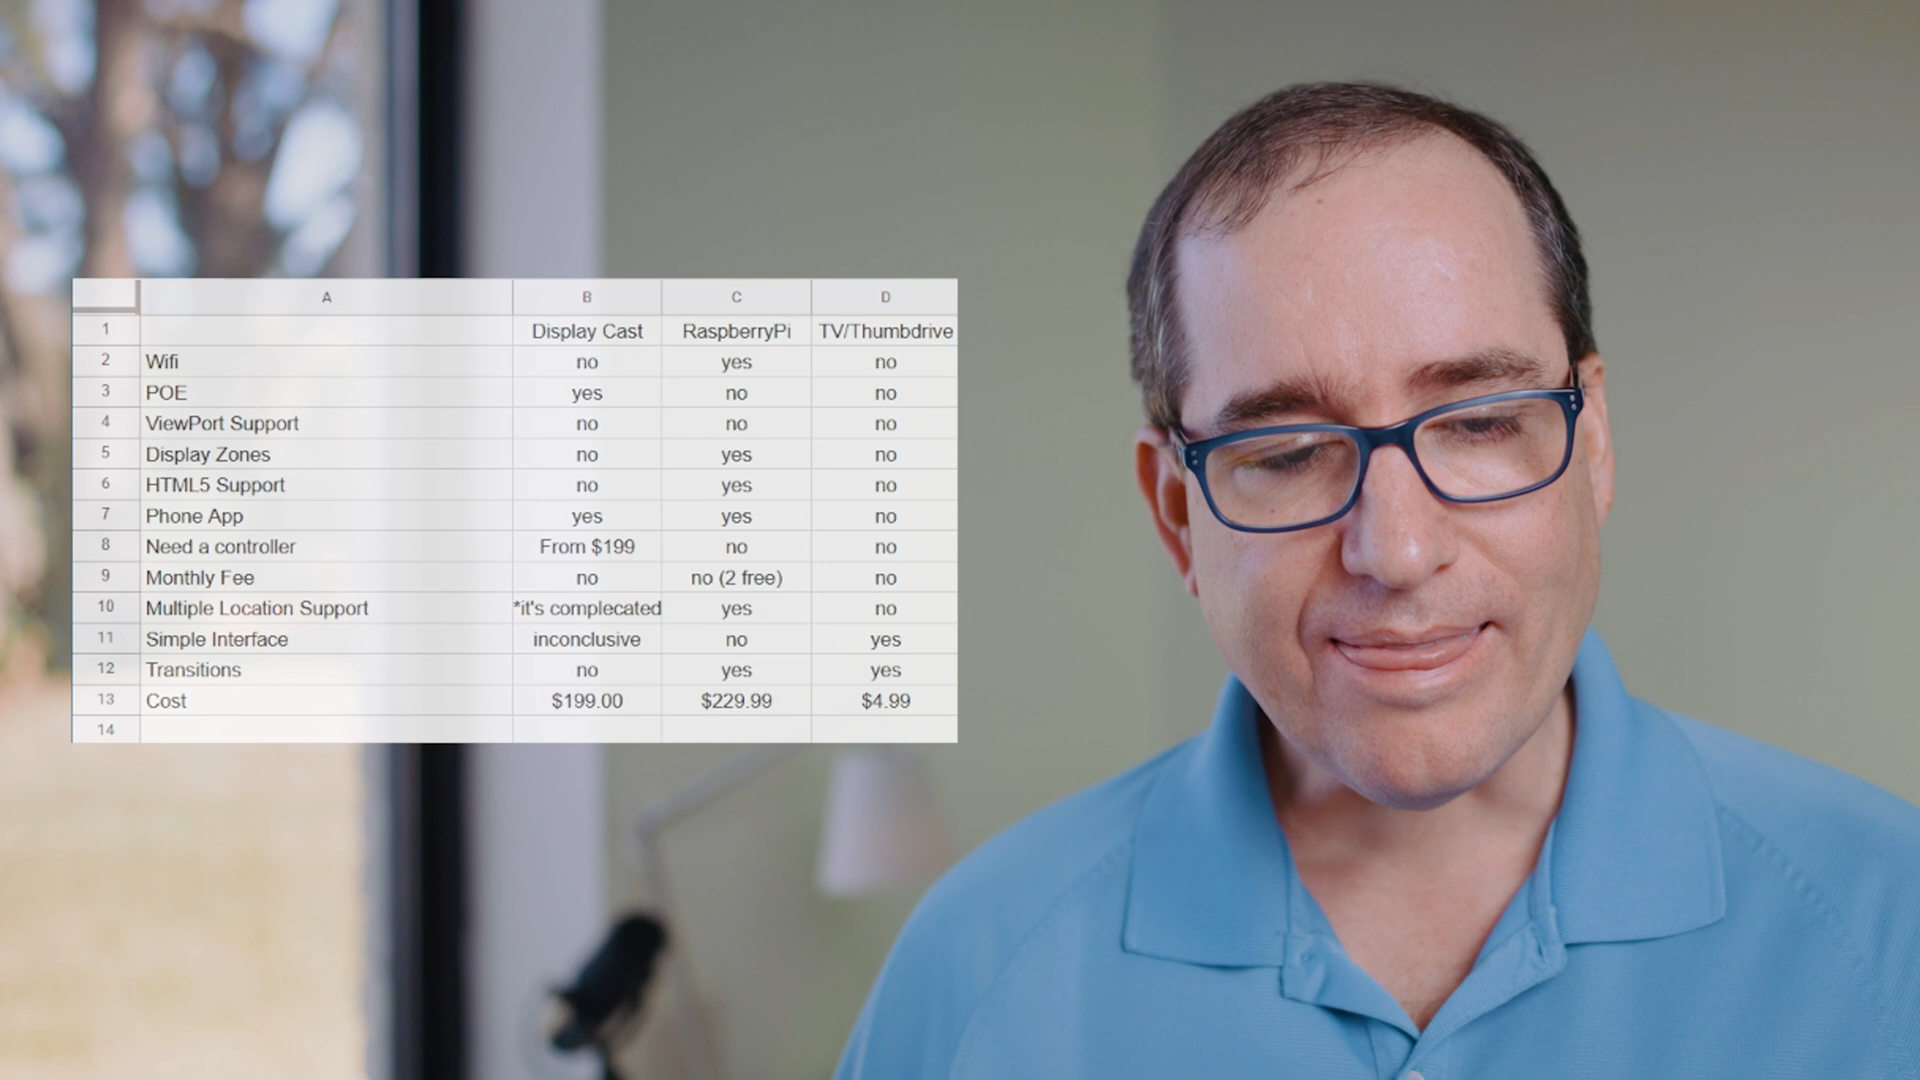 A B C D
1 Display Cast RaspberryPi TV/Thumbdrive
2 Wifi no yes no
3 POE yes no no
4 ViewPort Support no no no
5 Display Zones no yes no
6 HTML5 Support no yes no
7 Phone App yes yes no
8 Need a controller From $199 no no
9 Monthly Fee no no (2 free) no
10 Multiple Location Support *it's complecated yes no
11 Simple Interface inconclusive no yes
12 Transitions no yes yes
13 Cost $199.00 $229.99 $4.99
14